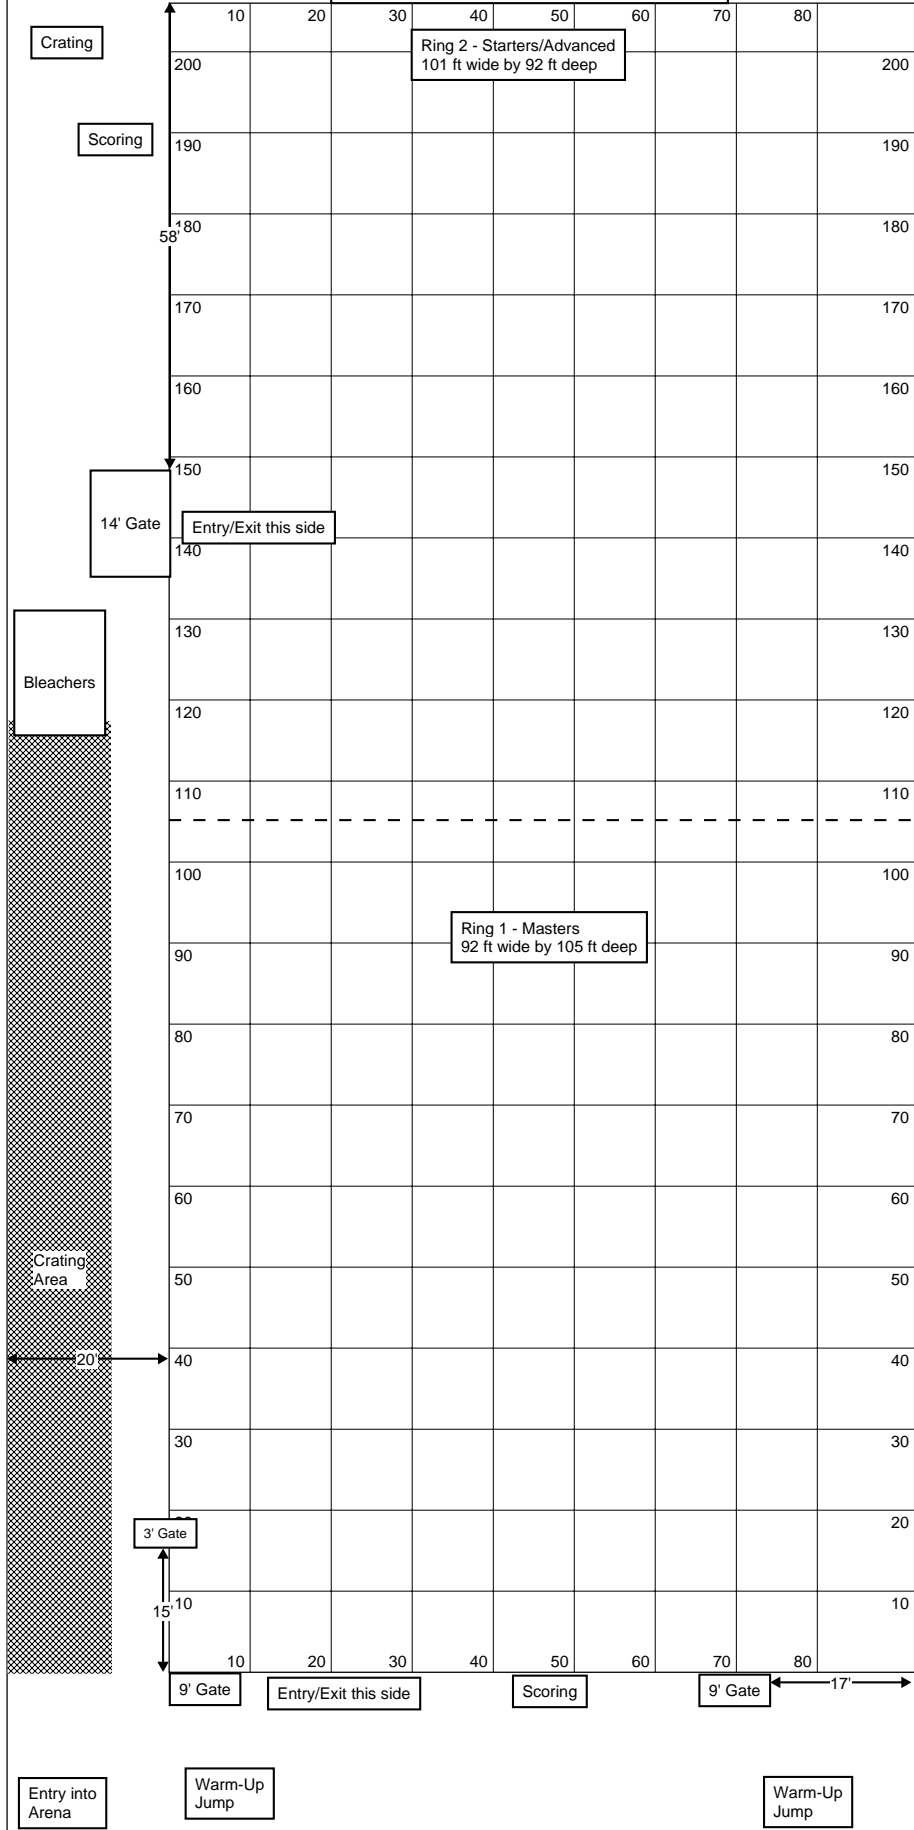 10 20 30 40 50 60 70 80
Crating
Ring 2 - Starters/Advanced
101 ft wide by 92 ft deep
200 200
Scoring
190 190
180 180
58'
170 170
160 160
150 150
14' Gate
Entry/Exit this side
140 140
130 130
Bleachers
120 120
110 110
100 100
Ring 1 - Masters
92 ft wide by 105 ft deep
90 90
80 80
70 70
60 60
Crating
Area
50 50
20'
40 40
30 30
20
3' Gate
10 10
15'
10 20 30 40 50 60 70 80
9' Gate
Entry/Exit this side
Scoring
9' Gate
17'
Entry into
Arena
Warm-Up
Jump
Warm-Up
Jump